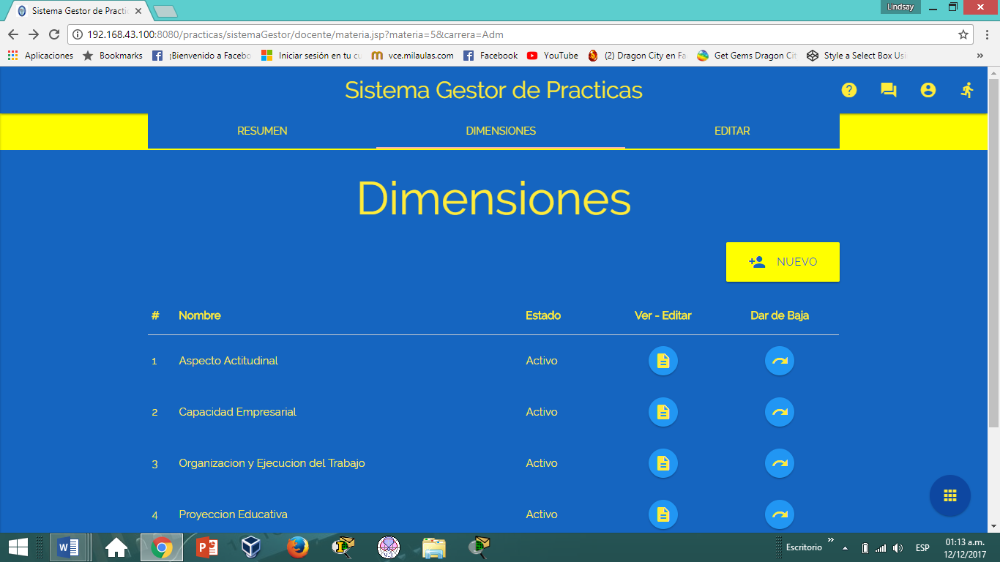 Sistema Gestor de Practic
Lindsay
192.168.43.100:8080/practicas/sistemaGestor/docente/materia.jsp?materia=5&carrera=Adm
Aplicaciones Bookmarks ¡Bienvenido a Facebo Iniciar sesión en tu cu vce.milaulas.com Facebook YouTube (2) Dragon City en Fa Get Gems Dragon Cit Style a Select Box Usi »
Sistema Gestor de Practicas
RESUMEN DIMENSIONES EDITAR
Dimensiones
NUEVO
# Nombre Estado Ver - Editar Dar de Baja
1 Aspecto Actitudinal Activo
2 Capacidad Empresarial Activo
3 Organizacion y Ejecucion del Trabajo Activo
4 Proyeccion Educativa Activo
Escritorio » ESP 01:13 a.m.
12/12/2017